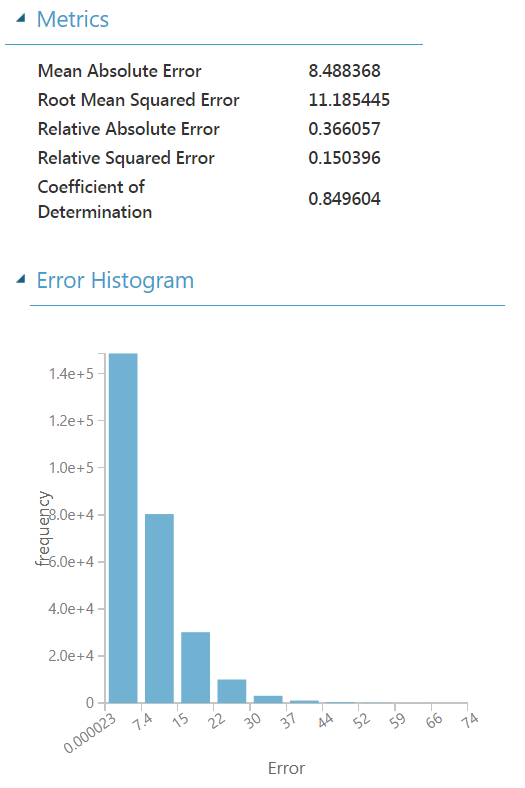 Metrics
Mean Absolute Error 8.488368
Root Mean Squared Error 11.185445
Relative Absolute Error 0.366057
Relative Squared Error 0.150396
Coefficient of
Determination 0.849604
Error Histogram
1.4e+5
1.2e+5
1.0e+5
8.0e+4
6.0e+4
4.0e+4
2.0e+4
0
frequency
0.000023 7.4 15 22 30 37 44 52 59 66 74
Error